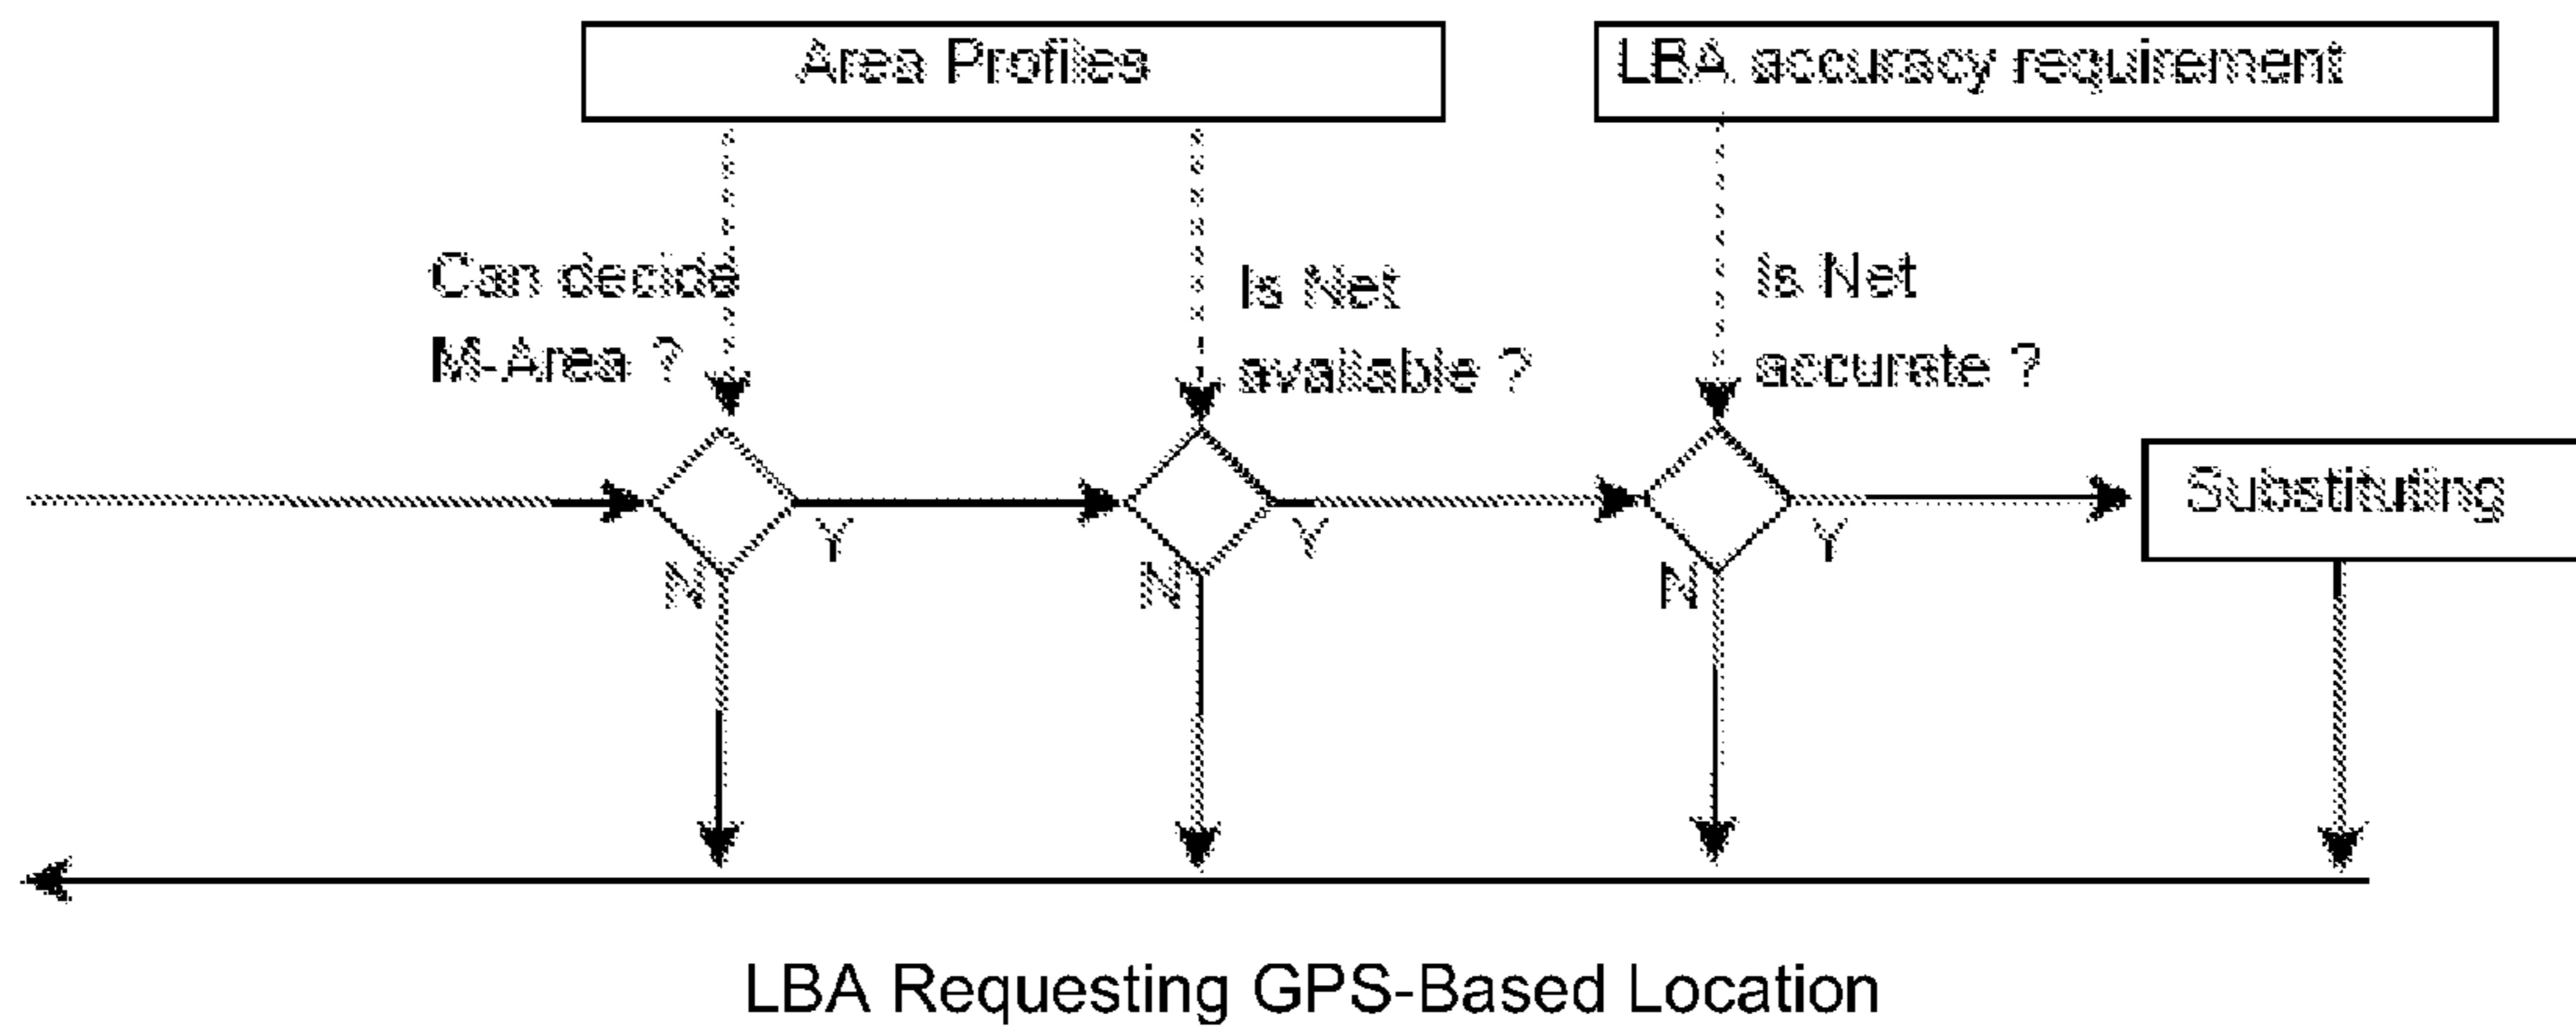 Area Profiles
LBA accuracy requirement
Can decide
M-Area ?
Is Net
available ?
Is Net
accurate ?
Substituting
Y
Y
Y
N
N
N
LBA Requesting GPS-Based Location